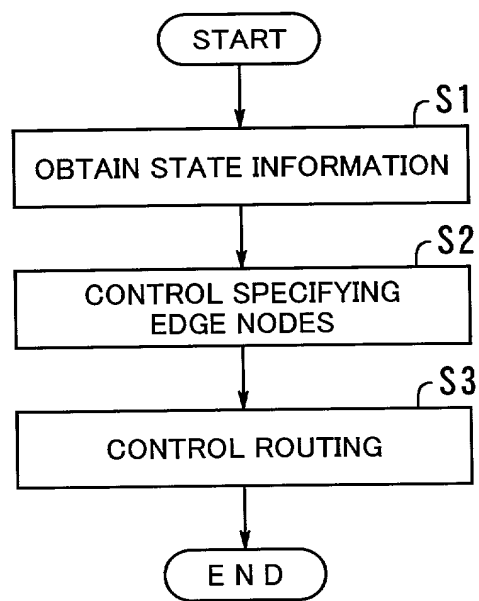 START
S1
OBTAIN STATE INFORMATION
S2
CONTROL SPECIFYING
EDGE NODES
S3
CONTROL ROUTING
END